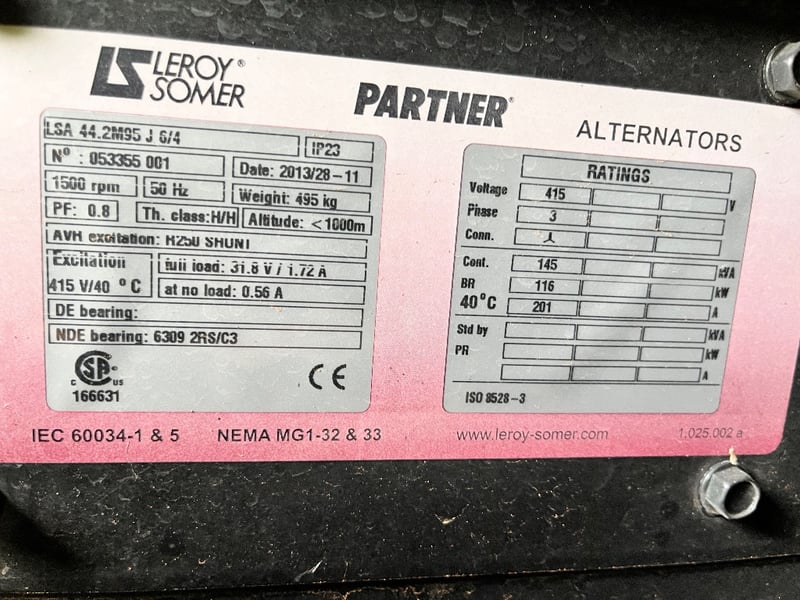 LS LEROY® SOMER
PARTNER®
ALTERNATORS
LSA 44.2M95 J 6/4 IP23
Nº : 053355 001 Date: 2013/28-11
1500 rpm 50 Hz Weight: 495 kg
PF: 0.8 Th. class:H/H Altitude: <1000m
AVR excitation: R250 SHUNT
Excitation full load: 31.8 V / 1.72 A
415 V/40 °C at no load: 0.56 A
DE bearing:
NDE bearing: 6309 2RS/C3
C SP® US
166631
CE
RATINGS
Voltage 415 V
Phase 3
Conn.
Cont. 145 kVA
BR 116 kW
40°C 201 A
Std by kVA
PR kW
A
ISO 8528-3
IEC 60034-1 & 5 NEMA MG1-32 & 33 www.leroy-somer.com 1.025.002 a